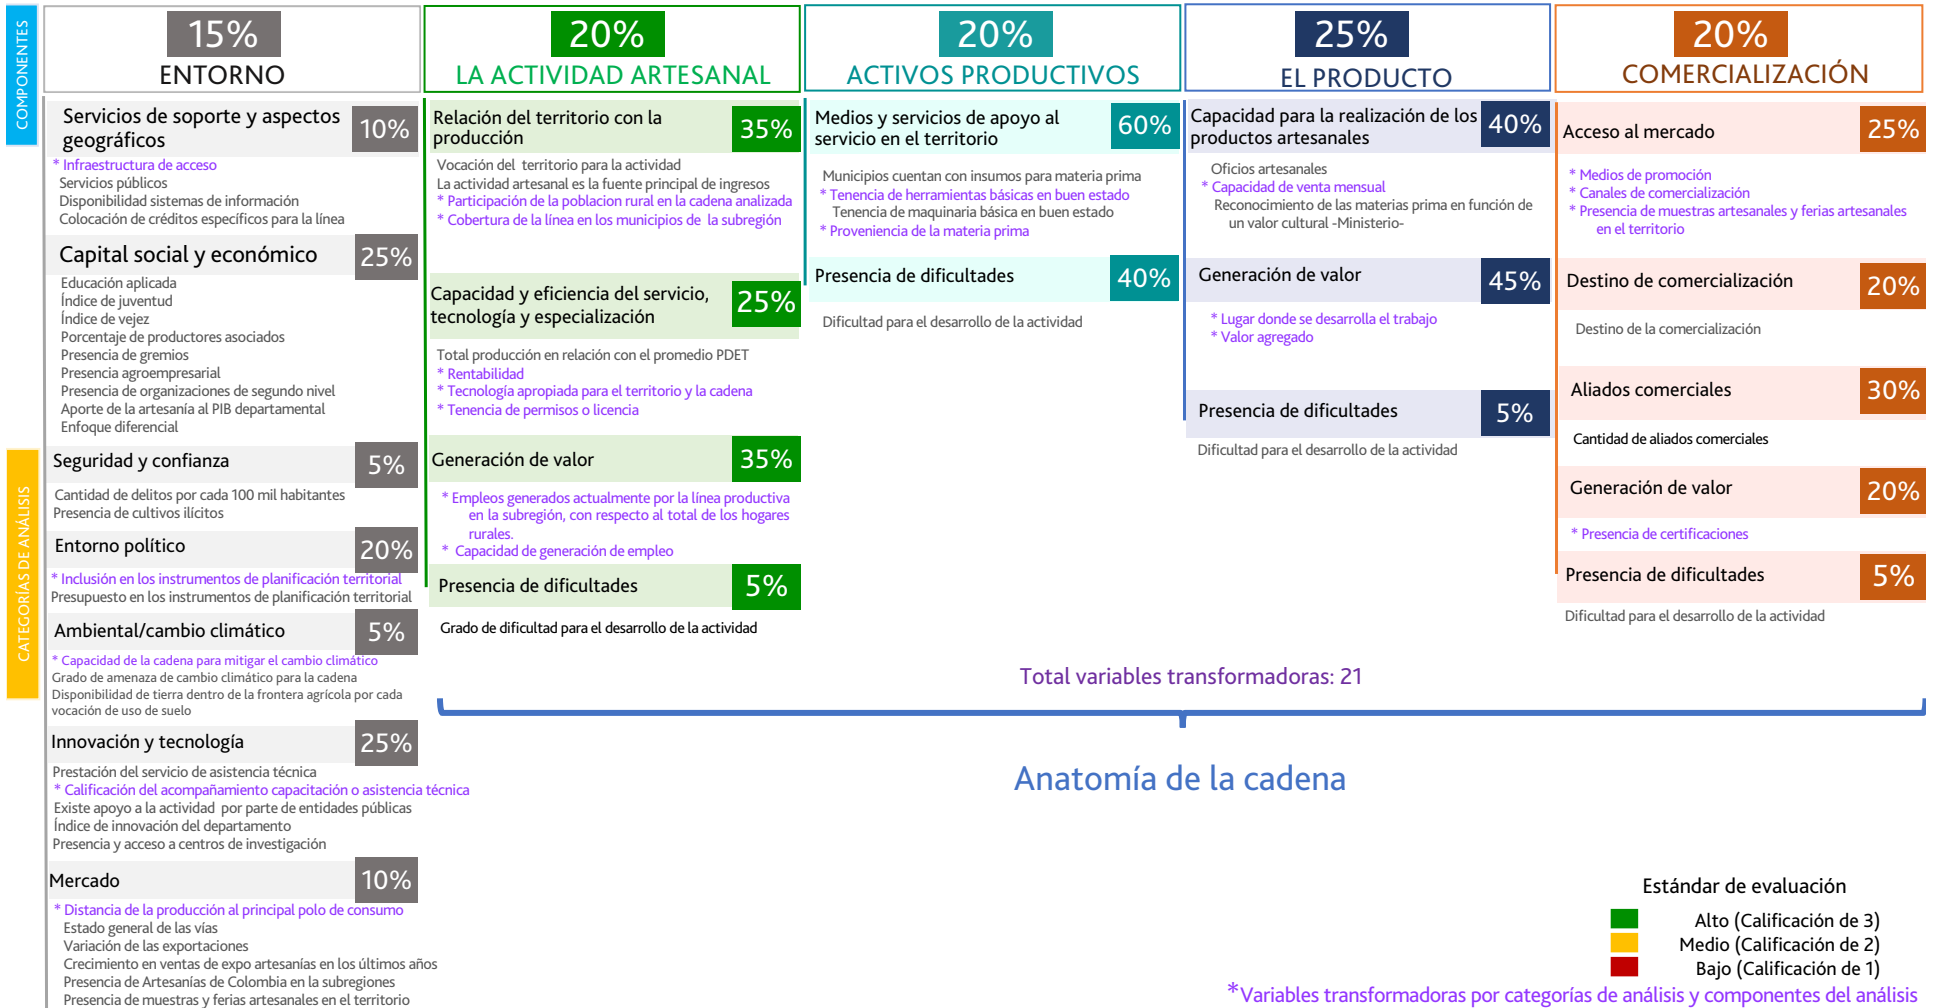 COMPONENTES
CATEGORÍAS DE ANÁLISIS
15%
ENTORNO
Servicios de soporte y aspectos
geográficos
10%
* Infraestructura de acceso
Servicios públicos
Disponibilidad sistemas de información
Colocación de créditos específicos para la línea
Capital social y económico
25%
Educación aplicada
Índice de juventud
Índice de vejez
Porcentaje de productores asociados
Presencia de gremios
Presencia agroempresarial
Presencia de organizaciones de segundo nivel
Aporte de la artesanía al PIB departamental
Enfoque diferencial
Seguridad y confianza
5%
Cantidad de delitos por cada 100 mil habitantes
Presencia de cultivos ilícitos
Entorno político
20%
* Inclusión en los instrumentos de planificación territorial
Presupuesto en los instrumentos de planificación territorial
Ambiental/cambio climático
5%
* Capacidad de la cadena para mitigar el cambio climático
Grado de amenaza de cambio climático para la cadena
Disponibilidad de tierra dentro de la frontera agrícola por cada
vocación de uso de suelo
Innovación y tecnología
25%
Prestación del servicio de asistencia técnica
* Calificación del acompañamiento capacitación o asistencia técnica
Existe apoyo a la actividad por parte de entidades públicas
Índice de innovación del departamento
Presencia y acceso a centros de investigación
Mercado
10%
* Distancia de la producción al principal polo de consumo
Estado general de las vías
Variación de las exportaciones
Crecimiento en ventas de expo artesanías en los últimos años
Presencia de Artesanías de Colombia en la subregiones
Presencia de muestras y ferias artesanales en el territorio
20%
LA ACTIVIDAD ARTESANAL
Relación del territorio con la
producción
35%
Vocación del territorio para la actividad
La actividad artesanal es la fuente principal de ingresos
* Participación de la poblacion rural en la cadena analizada
* Cobertura de la línea en los municipios de la subregión
Capacidad y eficiencia del servicio,
tecnología y especialización
25%
Total producción en relación con el promedio PDET
* Rentabilidad
* Tecnología apropiada para el territorio y la cadena
* Tenencia de permisos o licencia
Generación de valor
35%
* Empleos generados actualmente por la línea productiva
en la subregión, con respecto al total de los hogares
rurales.
* Capacidad de generación de empleo
Presencia de dificultades
5%
Grado de dificultad para el desarrollo de la actividad
20%
ACTIVOS PRODUCTIVOS
Medios y servicios de apoyo al
servicio en el territorio
60%
Municipios cuentan con insumos para materia prima
* Tenencia de herramientas básicas en buen estado
Tenencia de maquinaria básica en buen estado
* Proveniencia de la materia prima
Presencia de dificultades
40%
Dificultad para el desarrollo de la actividad
25%
EL PRODUCTO
Capacidad para la realización de los
productos artesanales
40%
Oficios artesanales
* Capacidad de venta mensual
Reconocimiento de las materias prima en función de
un valor cultural -Ministerio-
Generación de valor
45%
* Lugar donde se desarrolla el trabajo
* Valor agregado
Presencia de dificultades
5%
Dificultad para el desarrollo de la actividad
20%
COMERCIALIZACIÓN
Acceso al mercado
25%
* Medios de promoción
* Canales de comercialización
* Presencia de muestras artesanales y ferias artesanales
en el territorio
Destino de comercialización
20%
Destino de la comercialización
Aliados comerciales
30%
Cantidad de aliados comerciales
Generación de valor
20%
* Presencia de certificaciones
Presencia de dificultades
5%
Dificultad para el desarrollo de la actividad
Total variables transformadoras: 21
Anatomía de la cadena
Estándar de evaluación
Alto (Calificación de 3)
Medio (Calificación de 2)
Bajo (Calificación de 1)
*Variables transformadoras por categorías de análisis y componentes del análisis